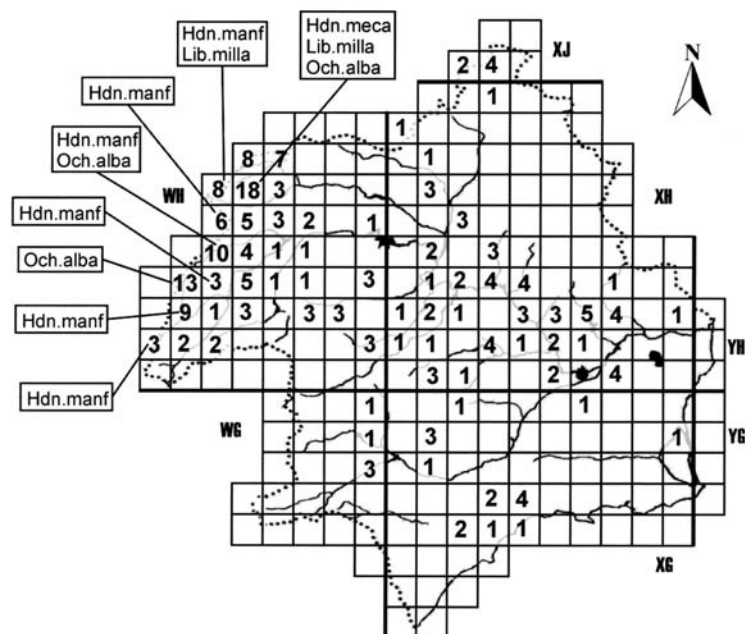 Hdn.meca
Lib.milla
Och.alba
Hdn.manf
Lib.milla
XJ
N
2 4
Hdn.manf
1
1
Hdn.manf
Och.alba
8 7 1
WH
8 18 3 3
XH
Hdn.manf
6 5 3 2 1 3
10 4 1 1 2 3
Och.alba
13 3 5 1 1 3 1 2 4 4 1
Hdn.manf
9 1 3 3 3 1 2 1 3 3 5 4 1
3 2 2 3 1 1 4 1 2 1
YH
3 1 2 4
Hdn.manf
1 1 1
WG
1 3 1
YG
3 1
2 4
2 1 1
XG